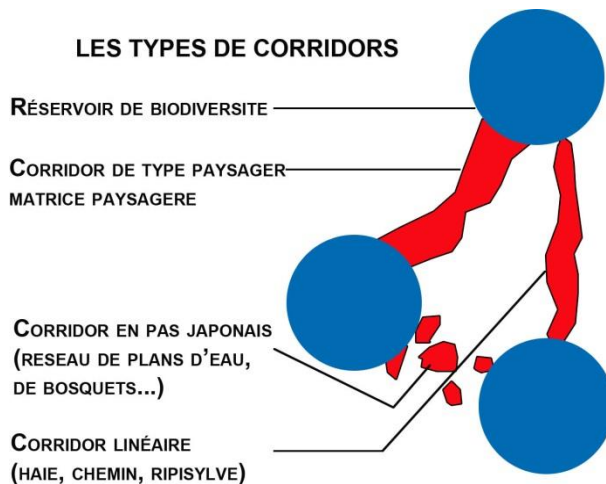 LES TYPES DE CORRIDORS
RÉSERVOIR DE BIODIVERSITE
CORRIDOR DE TYPE PAYSAGER
MATRICE PAYSAGERE
CORRIDOR EN PAS JAPONAIS
(RESEAU DE PLANS D'EAU,
DE BOSQUETS...)
CORRIDOR LINÉAIRE
(HAIE, CHEMIN, RIPISYLVE)